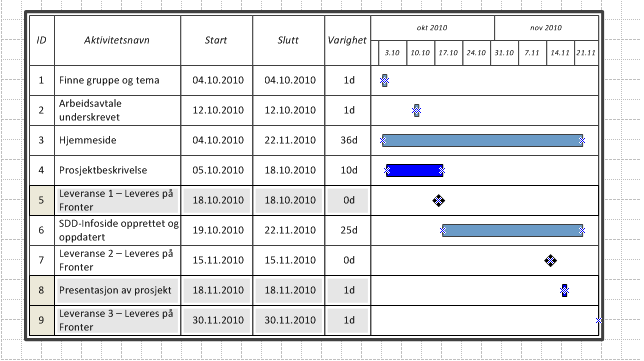 ID Aktivitetsnavn Start Slutt Varighet okt 2010 nov 2010
3.10 10.10 17.10 24.10 31.10 7.11 14.11 21.11
1 Finne gruppe og tema 04.10.2010 04.10.2010 1d
2 Arbeidsavtale
underskrevet 12.10.2010 12.10.2010 1d
3 Hjemmeside 04.10.2010 22.11.2010 36d
4 Prosjektbeskrivelse 05.10.2010 18.10.2010 10d
5 Leveranse 1 – Leveres på
Fronter 18.10.2010 18.10.2010 0d
6 SDD-Infoside opprettet og
oppdatert 19.10.2010 22.11.2010 25d
7 Leveranse 2 – Leveres på
Fronter 15.11.2010 15.11.2010 0d
8 Presentasjon av prosjekt 18.11.2010 18.11.2010 1d
9 Leveranse 3 – Leveres på
Fronter 30.11.2010 30.11.2010 1d